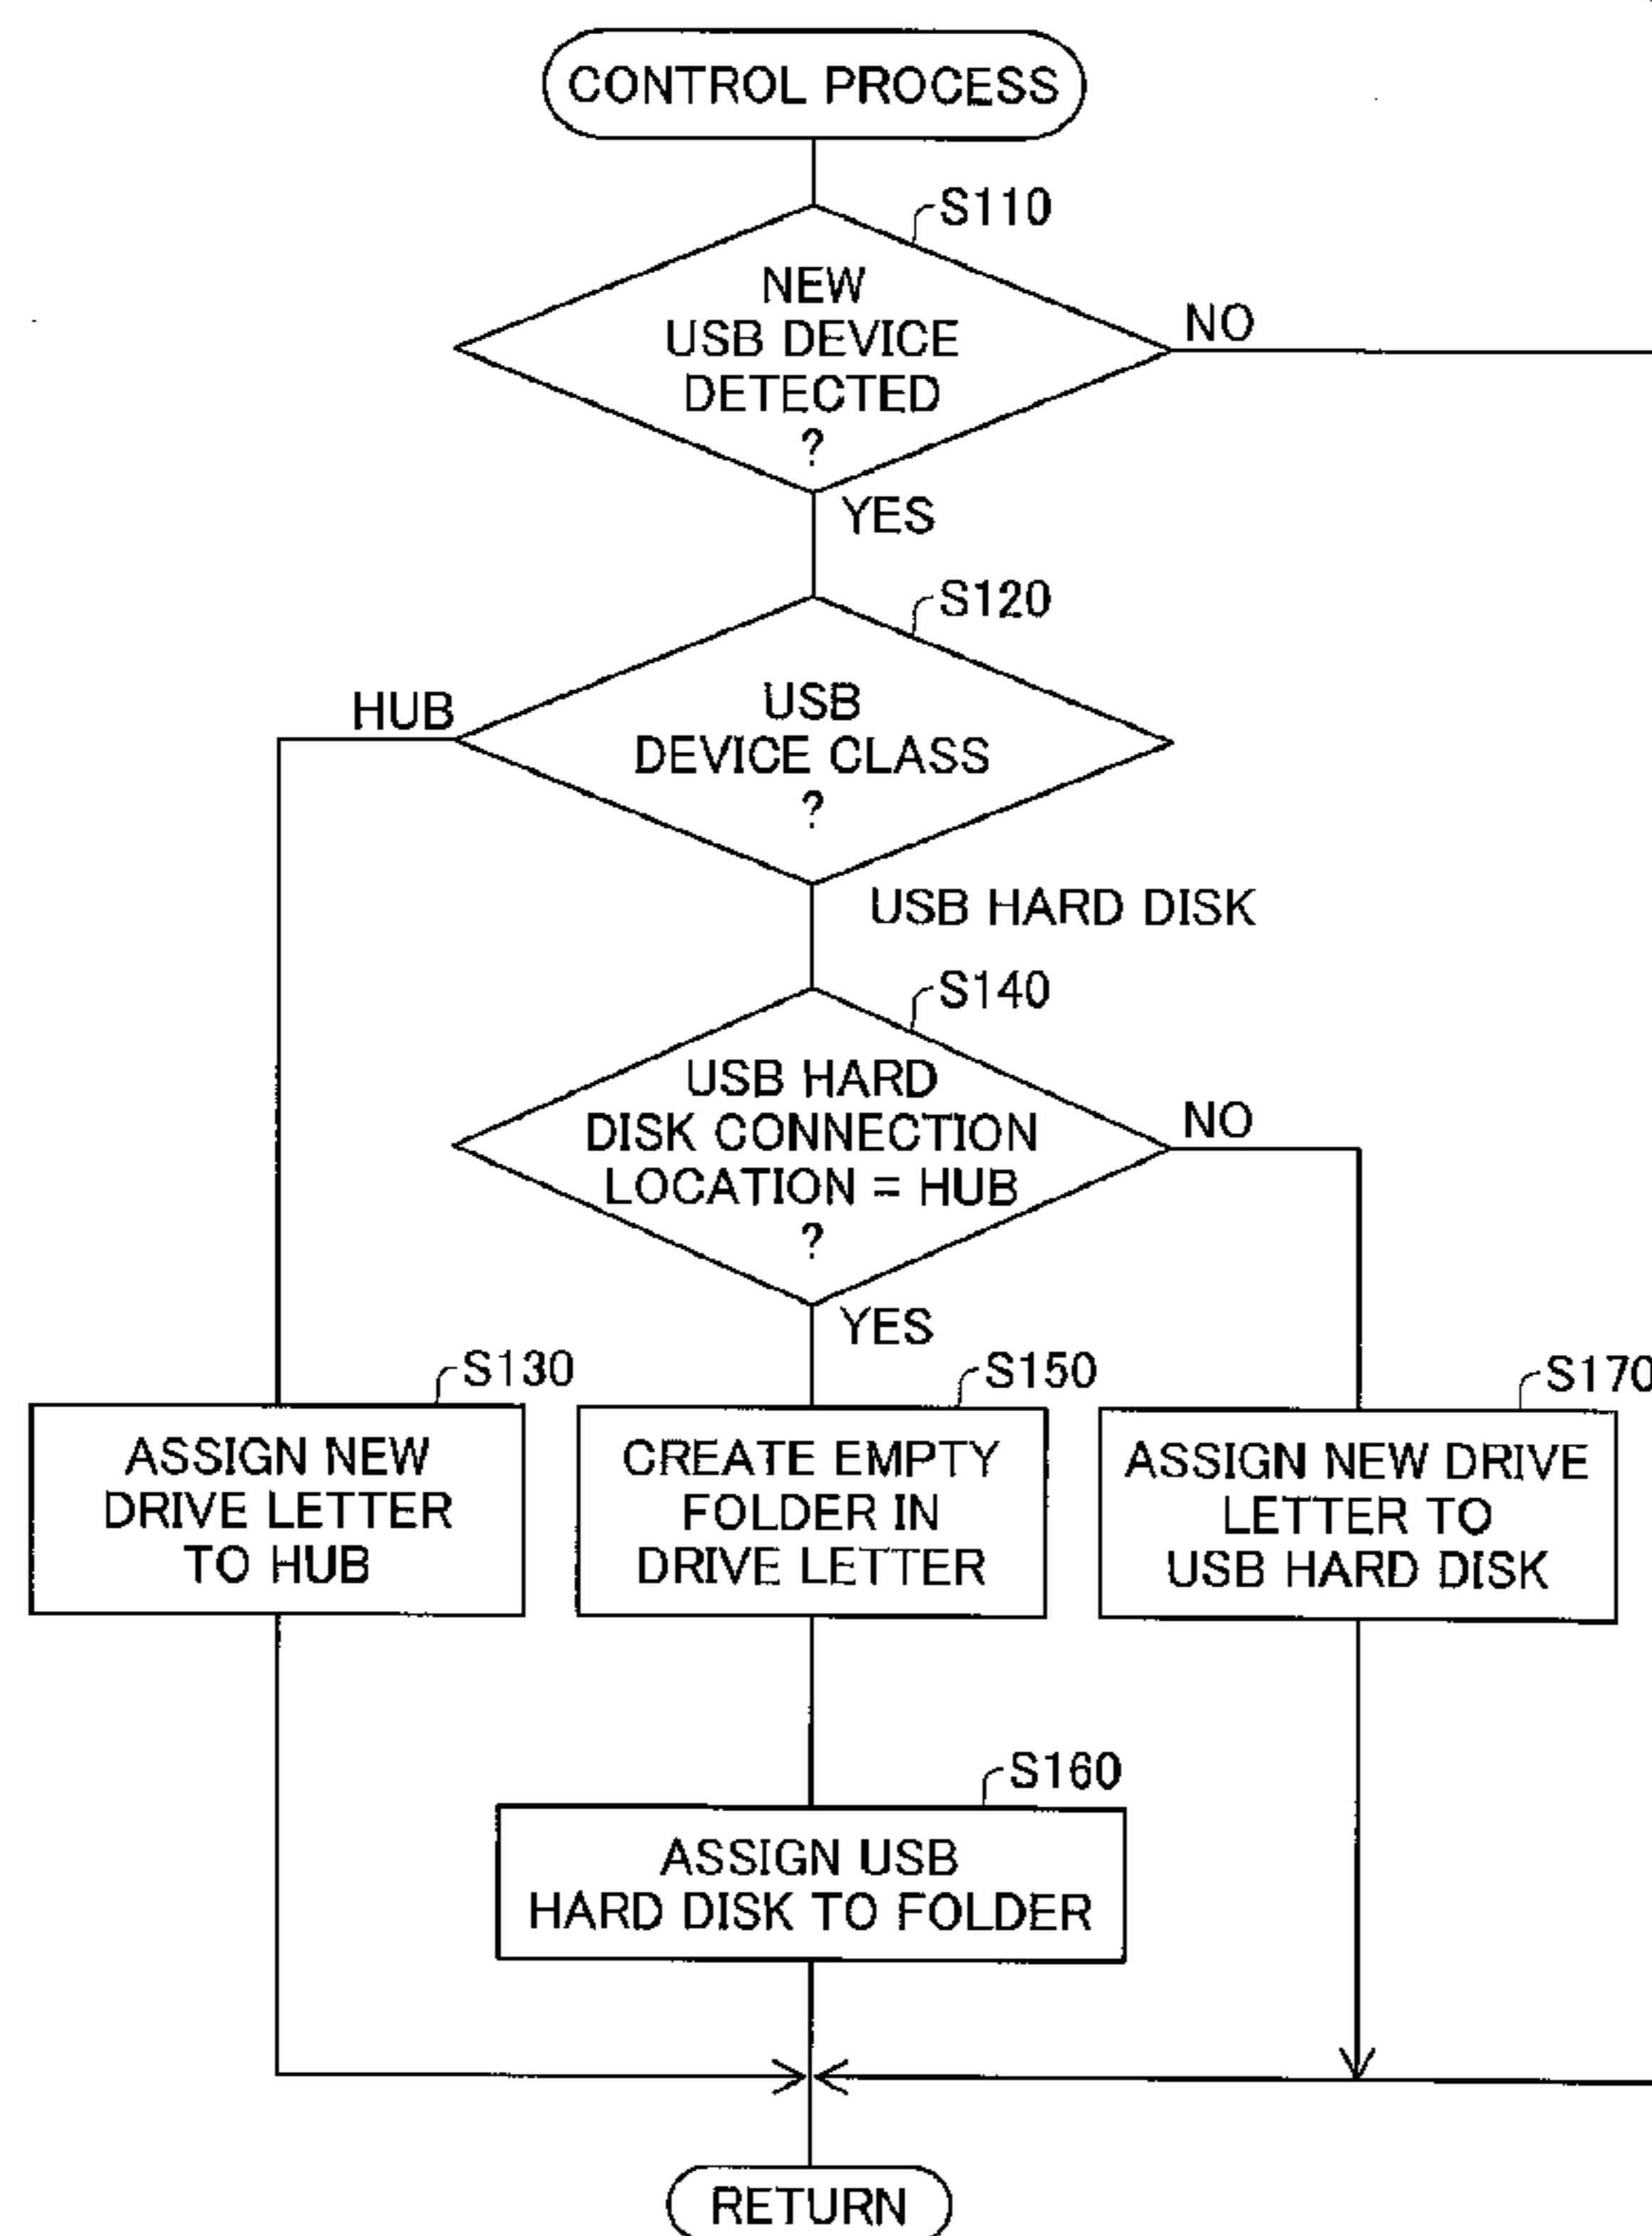 CONTROL PROCESS
S110
NEW
USB DEVICE
DETECTED
?
NO
YES
S120
HUB
USB
DEVICE CLASS
?
USB HARD DISK
S140
USB HARD
DISK CONNECTION
LOCATION = HUB
?
NO
YES
S130
ASSIGN NEW
DRIVE LETTER
TO HUB
S150
CREATE EMPTY
FOLDER IN
DRIVE LETTER
S170
ASSIGN NEW DRIVE
LETTER TO
USB HARD DISK
S160
ASSIGN USB
HARD DISK TO FOLDER
RETURN